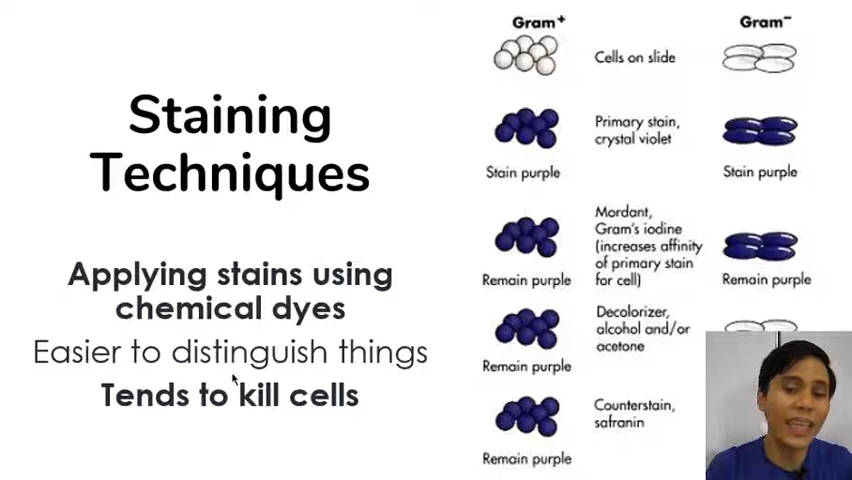 Staining
Techniques
Applying stains using
chemical dyes
Easier to distinguish things
Tends to kill cells
Gram+
Gram−
Cells on slide
Primary stain,
crystal violet
Stain purple
Stain purple
Mordant,
Gram's iodine
(increases affinity
of primary stain
for cell)
Remain purple
Remain purple
Decolorizer,
alcohol and/or
acetone
Remain purple
Counterstain,
safranin
Remain purple